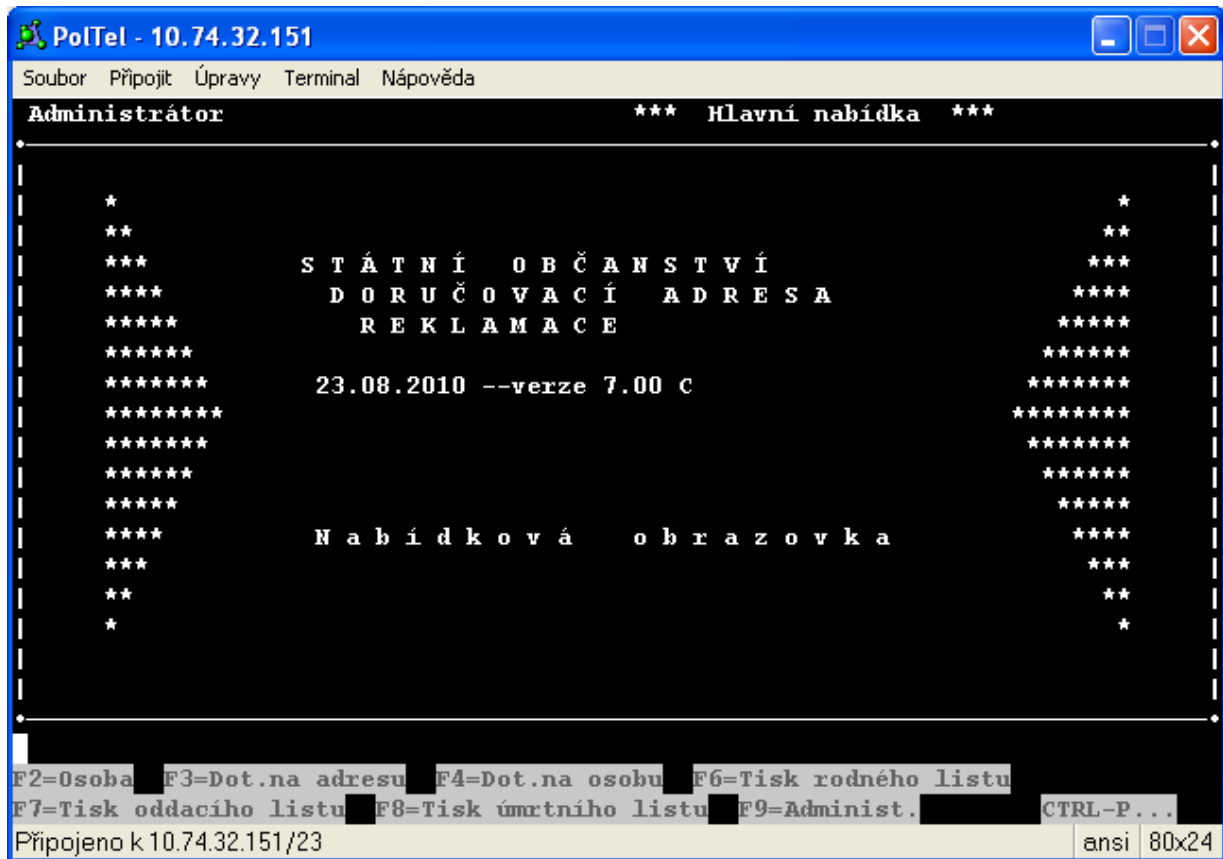 PolTel - 10.74.32.151
Soubor Připojit Úpravy Terminal Nápověda
Administrátor *** Hlavní nabídka ***
* *
** **
*** S T Á T N Í O B Č A N S T V Í ***
**** D O R U Č O V A C Í A D R E S A ****
***** R E K L A M A C E *****
****** ******
******* 23.08.2010 --verze 7.00 C *******
******** ********
******* *******
****** ******
***** *****
**** N a b í d k o v á o b r a z o v k a ****
*** ***
** **
* *
F2=Osoba F3=Dot.na adresu F4=Dot.na osobu F6=Tisk rodného listu
F7=Tisk oddacího listu F8=Tisk úmrtního listu F9=Administ. CTRL-P...
Připojeno k 10.74.32.151/23 ansi 80x24